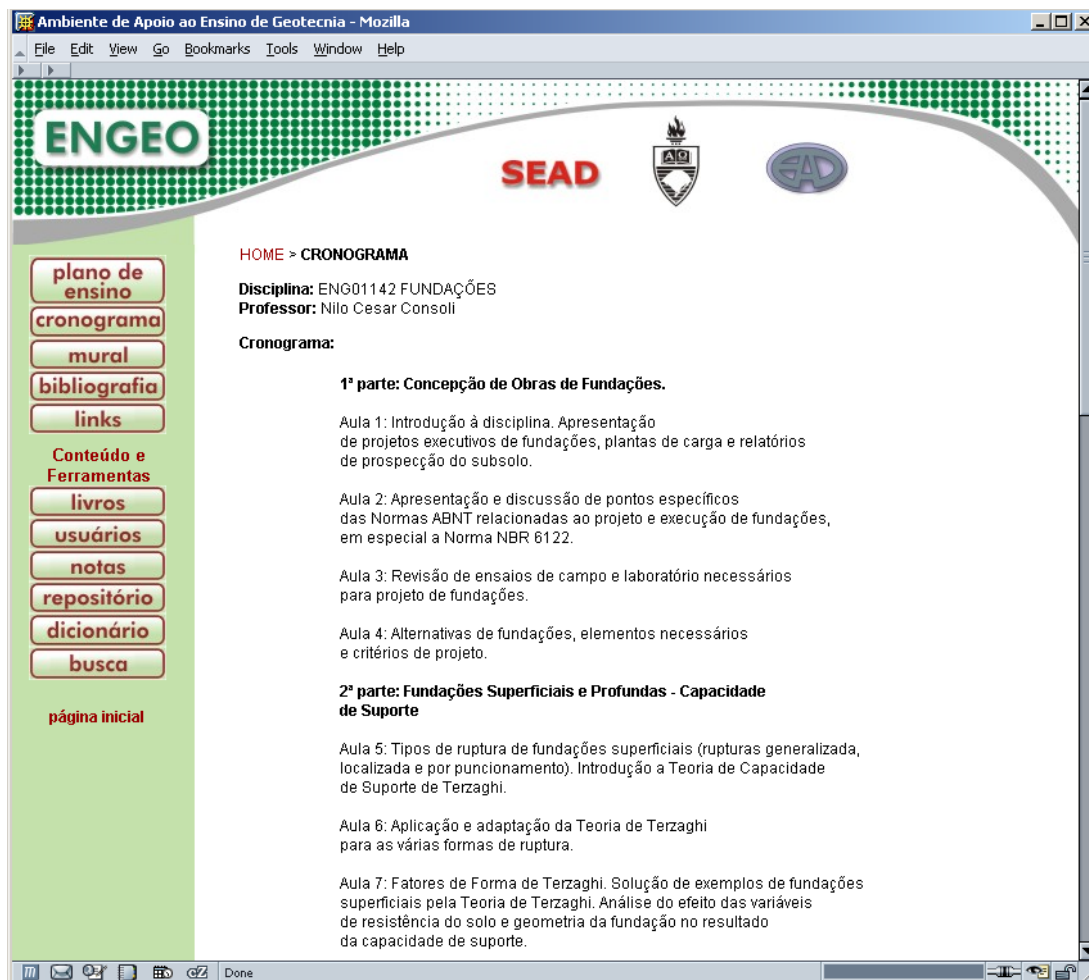 Ambiente de Apoio ao Ensino de Geotecnia - Mozilla
File Edit View Go Bookmarks Tools Window Help
ENGEO
SEAD
ΑΩ
EAD
plano de
ensino
cronograma
mural
bibliografia
links
Conteúdo e
Ferramentas
livros
usuários
notas
repositório
dicionário
busca
página inicial
HOME > CRONOGRAMA
Disciplina: ENG01142 FUNDAÇÕES
Professor: Nilo Cesar Consoli
Cronograma:
1ª parte: Concepção de Obras de Fundações.
Aula 1: Introdução à disciplina. Apresentação
de projetos executivos de fundações, plantas de carga e relatórios
de prospecção do subsolo.
Aula 2: Apresentação e discussão de pontos específicos
das Normas ABNT relacionadas ao projeto e execução de fundações,
em especial a Norma NBR 6122.
Aula 3: Revisão de ensaios de campo e laboratório necessários
para projeto de fundações.
Aula 4: Alternativas de fundações, elementos necessários
e critérios de projeto.
2ª parte: Fundações Superficiais e Profundas - Capacidade
de Suporte
Aula 5: Tipos de ruptura de fundações superficiais (rupturas generalizada,
localizada e por puncionamento). Introdução a Teoria de Capacidade
de Suporte de Terzaghi.
Aula 6: Aplicação e adaptação da Teoria de Terzaghi
para as várias formas de ruptura.
Aula 7: Fatores de Forma de Terzaghi. Solução de exemplos de fundações
superficiais pela Teoria de Terzaghi. Análise do efeito das variáveis
de resistência do solo e geometria da fundação no resultado
da capacidade de suporte.
Done